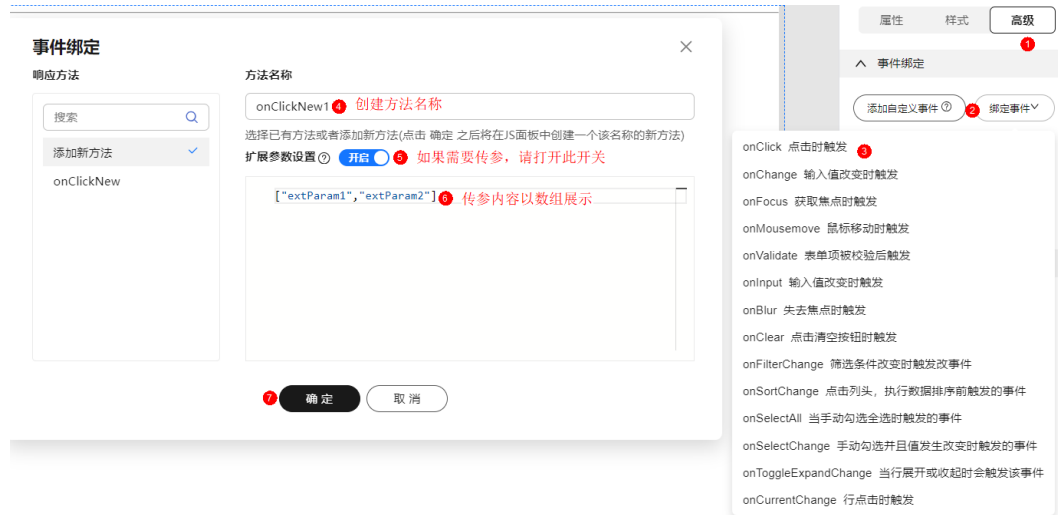 事件绑定
响应方法
搜索
添加新方法
onClickNew
方法名称
onClickNew1 4 创建方法名称
选择已有方法或者添加新方法(点击 确定 之后将在JS面板中创建一个该名称的新方法)
扩展参数设置 ? 开启 5 如果需要传参，请打开此开关
["extParam1","extParam2"] 6 传参内容以数组展示
7 确定 取消
属性 样式 高级
1
事件绑定
添加自定义事件 ? 2 绑定事件
onClick 点击时触发 3
onChange 输入值改变时触发
onFocus 获取焦点时触发
onMousemove 鼠标移动时触发
onValidate 表单项被校验后触发
onInput 输入值改变时触发
onBlur 失去焦点时触发
onClear 点击清空按钮时触发
onFilterChange 筛选条件改变时触发改事件
onSortChange 点击列头，执行数据排序前触发的事件
onSelectAll 当手动勾选全选时触发的事件
onSelectChange 手动勾选并且值发生改变时触发的事件
onToggleExpandChange 当行展开或收起时会触发该事件
onCurrentChange 行点击时触发